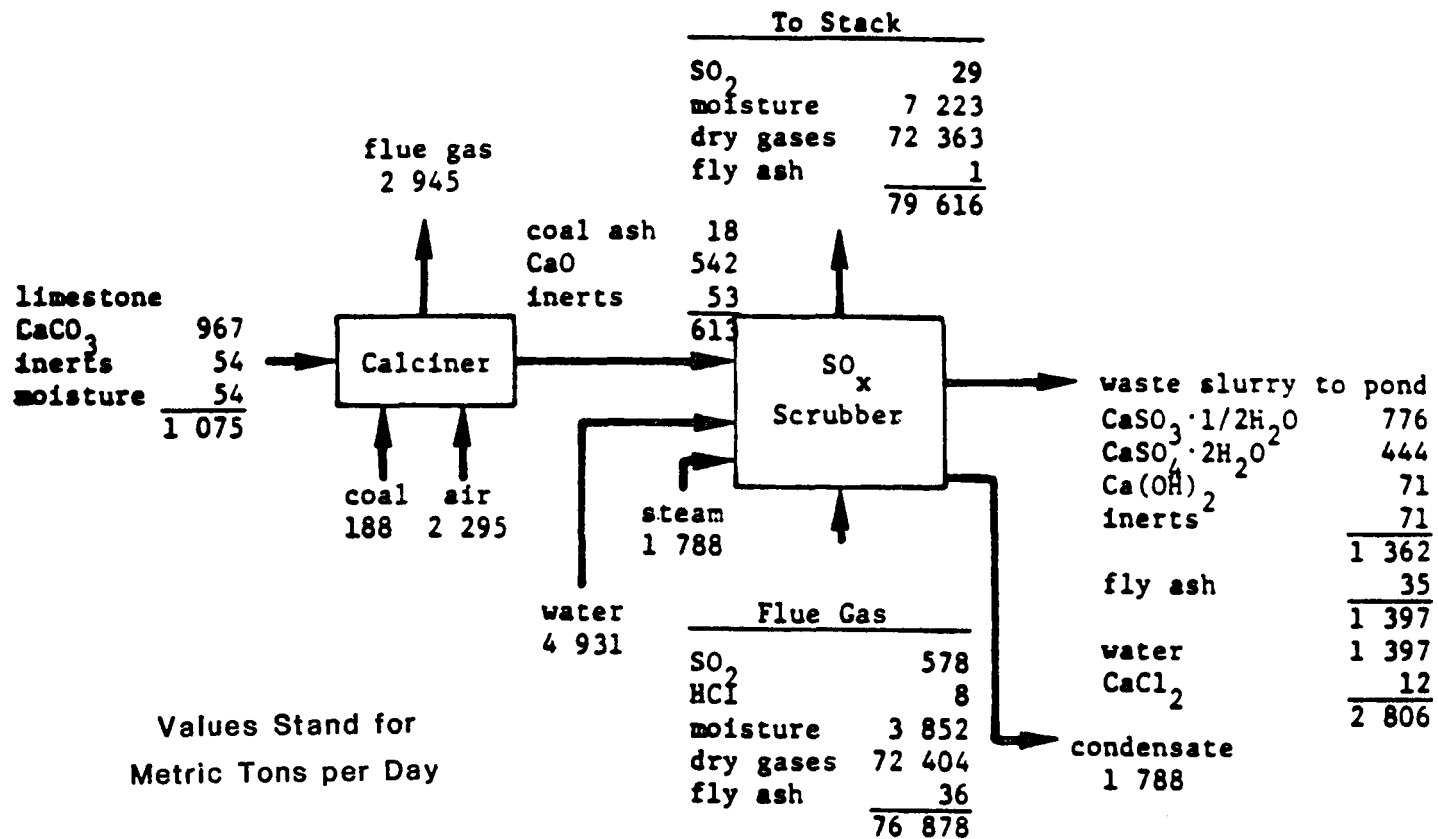 To Stack
SO2 29
moisture 7 223
dry gases 72 363
fly ash 1
79 616
flue gas
2 945
coal ash 18
CaO 542
inerts 53
613
limestone
CaCO3 967
inerts 54
moisture 54
1 075
Calciner
SOx
Scrubber
coal
188
air
2 295
steam
1 788
water
4 931
waste slurry to pond
CaSO3·1/2H2O 776
CaSO4·2H2O 444
Ca(OH)2 71
inerts 71
1 362
fly ash 35
1 397
water 1 397
CaCl2 12
2 806
condensate
1 788
Flue Gas
SO2 578
HCl 8
moisture 3 852
dry gases 72 404
fly ash 36
76 878
Values Stand for
Metric Tons per Day